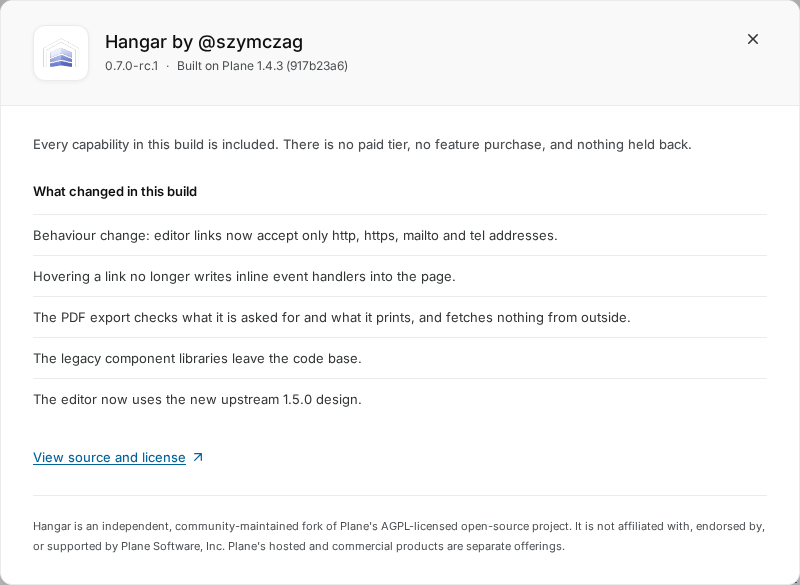 Hangar by @szymczag
0.7.0-rc.1 · Built on Plane 1.4.3 (917b23a6)
Every capability in this build is included. There is no paid tier, no feature purchase, and nothing held back.
What changed in this build
Behaviour change: editor links now accept only http, https, mailto and tel addresses.
Hovering a link no longer writes inline event handlers into the page.
The PDF export checks what it is asked for and what it prints, and fetches nothing from outside.
The legacy component libraries leave the code base.
The editor now uses the new upstream 1.5.0 design.
View source and license
Hangar is an independent, community-maintained fork of Plane's AGPL-licensed open-source project. It is not affiliated with, endorsed by,
or supported by Plane Software, Inc. Plane's hosted and commercial products are separate offerings.